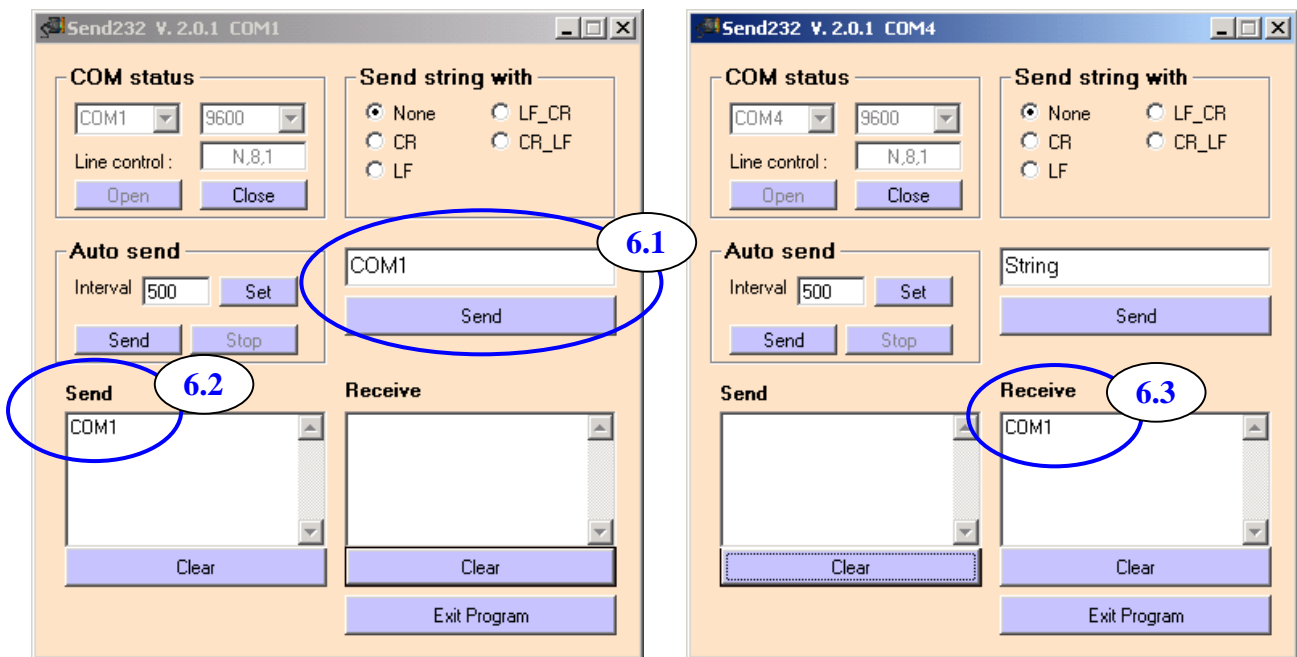 Send232 V. 2.0.1 COM1
COM status
COM1
9600
Line control :
N,8,1
Open
Close
Send string with
None
LF_CR
CR
CR_LF
LF
Auto send
Interval
500
Set
Send
Stop
COM1
Send
6.1
6.2
Send
COM1
Clear
Receive
Clear
Exit Program
Send232 V. 2.0.1 COM4
COM status
COM4
9600
Line control :
N,8,1
Open
Close
Send string with
None
LF_CR
CR
CR_LF
LF
Auto send
Interval
500
Set
Send
Stop
String
Send
Send
Clear
6.3
Receive
COM1
Clear
Exit Program